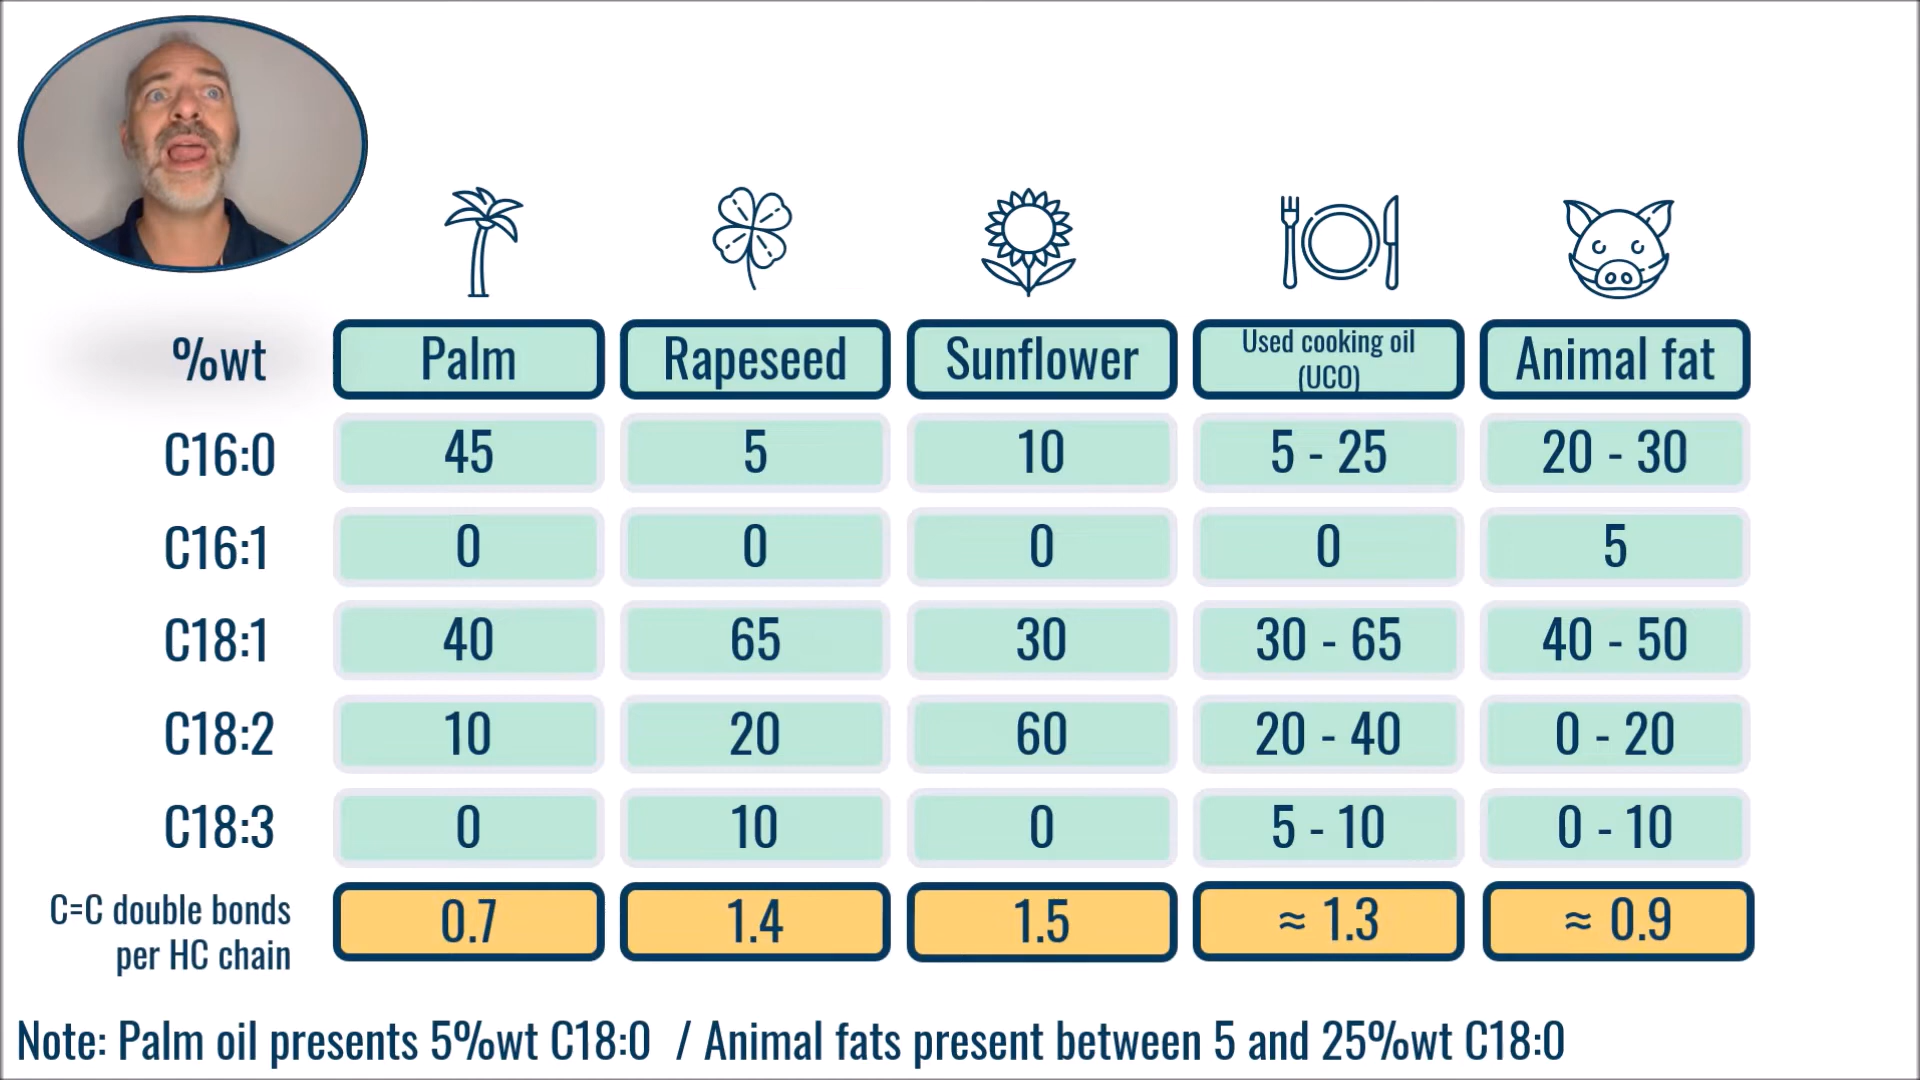 %wt Palm Rapeseed Sunflower Used cooking oil
(UCO) Animal fat
C16:0 45 5 10 5 - 25 20 - 30
C16:1 0 0 0 0 5
C18:1 40 65 30 30 - 65 40 - 50
C18:2 10 20 60 20 - 40 0 - 20
C18:3 0 10 0 5 - 10 0 - 10
C=C double bonds
per HC chain 0.7 1.4 1.5 ≈ 1.3 ≈ 0.9
Note: Palm oil presents 5%wt C18:0 / Animal fats present between 5 and 25%wt C18:0